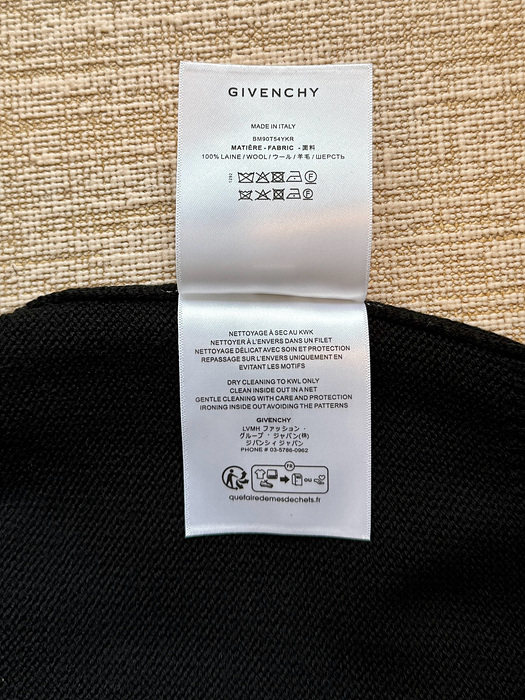 GIVENCHY
MADE IN ITALY
BM90T54YKR
MATIÈRE - FABRIC - 面料
100% LAINE / WOOL / ウール / 羊毛 / ШЕРСТЬ
F
F
NETTOYAGE À SEC AU KWK
NETTOYER À L'ENVERS DANS UN FILET
NETTOYAGE DÉLICAT AVEC SOIN ET PROTECTION
REPASSAGE SUR L'ENVERS UNIQUEMENT EN
EVITANT LES MOTIFS
DRY CLEANING TO KWL ONLY
CLEAN INSIDE OUT IN A NET
GENTLE CLEANING WITH CARE AND PROTECTION
IRONING INSIDE OUT AVOIDING THE PATTERNS
GIVENCHY
LVMH ファッション・
グループ・ジャパン(株)
ジバンシィ ジャパン
PHONE # 03-5786-0962
FR
OU
quefairedemesdechets.fr